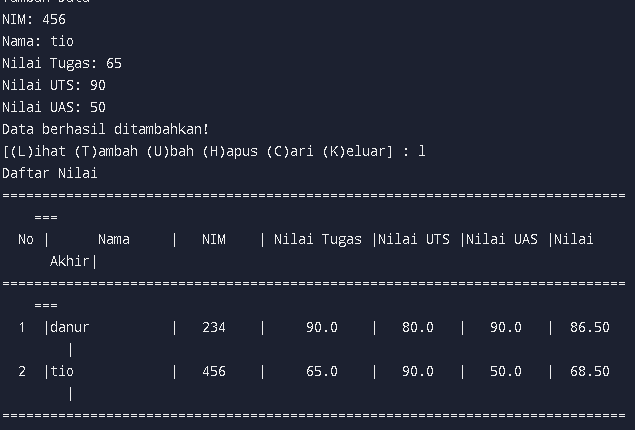 NIM: 456
Nama: tio
Nilai Tugas: 65
Nilai UTS: 90
Nilai UAS: 50
Data berhasil ditambahkan!
[(L)ihat (T)ambah (U)bah (H)apus (C)ari (K)eluar] : l
Daftar Nilai
==============================================================================
===
No |      Nama     |   NIM    | Nilai Tugas |Nilai UTS |Nilai UAS |Nilai
Akhir|
==============================================================================
===
1  |danur          |   234    |    90.0    |   80.0   |   90.0   |  86.50
|
2  |tio            |   456    |    65.0    |   90.0   |   50.0   |  68.50
|
==============================================================================